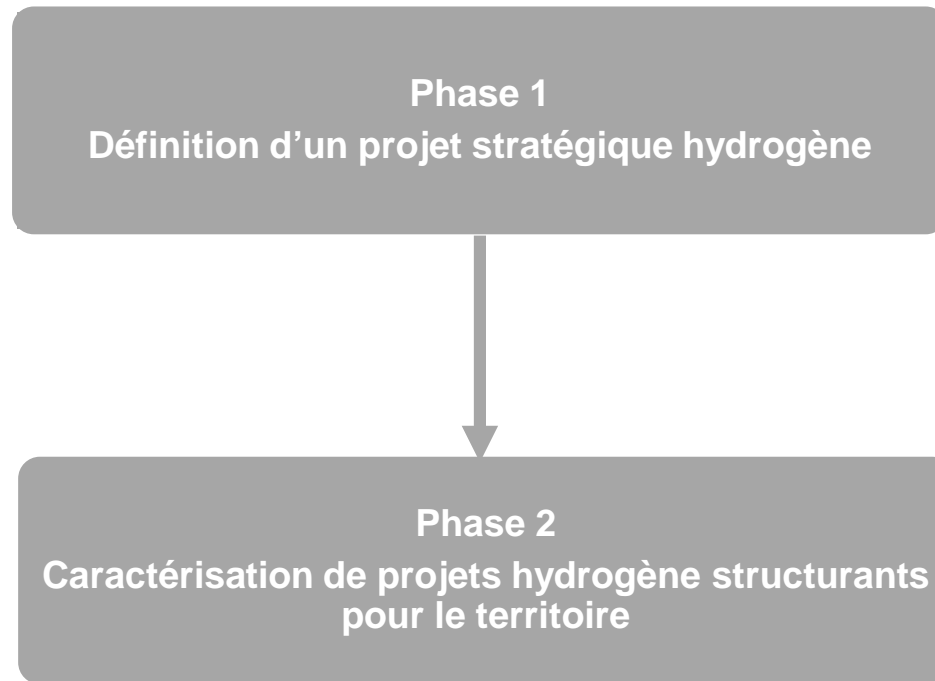 Phase 1
Définition d’un projet stratégique hydrogène
Phase 2
Caractérisation de projets hydrogène structurants
pour le territoire